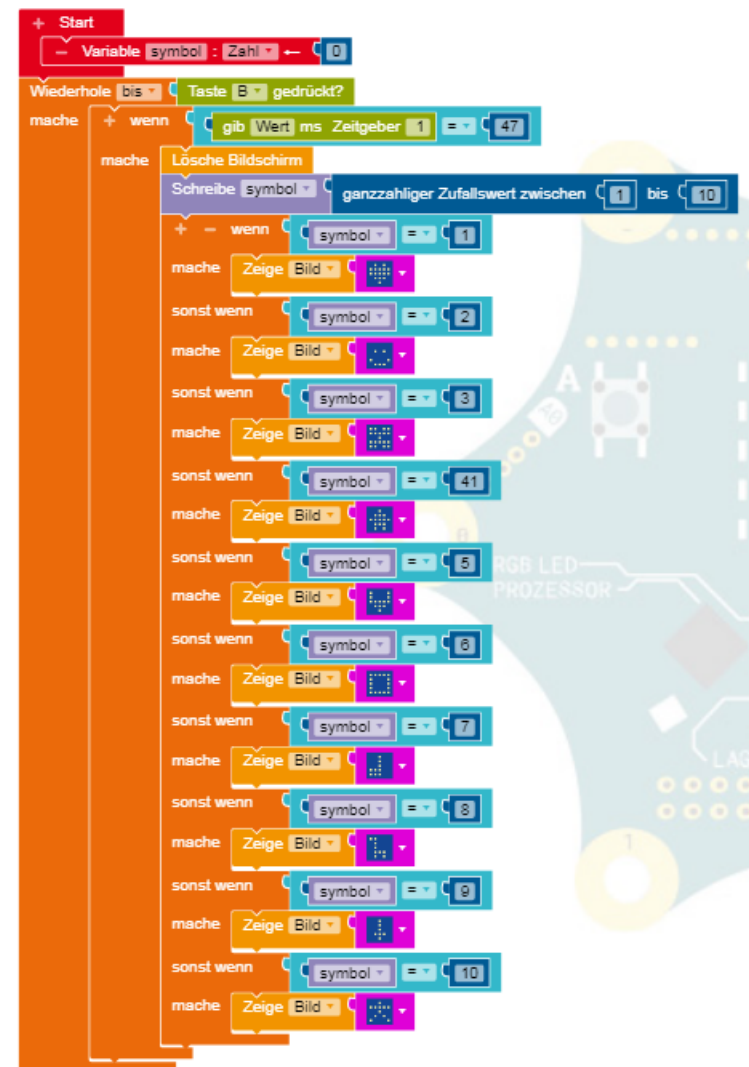 + Start
− Variable symbol : Zahl ← 0
Wiederhole bis Taste B gedrückt?
mache + wenn gib Wert ms Zeitgeber 1 = 47
mache Lösche Bildschirm
Schreibe symbol ganzzahliger Zufallswert zwischen 1 bis 10
+ − wenn symbol = 1
mache Zeige Bild
sonst wenn symbol = 2
mache Zeige Bild
sonst wenn symbol = 3
mache Zeige Bild
sonst wenn symbol = 41
mache Zeige Bild
sonst wenn symbol = 5
mache Zeige Bild
sonst wenn symbol = 6
mache Zeige Bild
sonst wenn symbol = 7
mache Zeige Bild
sonst wenn symbol = 8
mache Zeige Bild
sonst wenn symbol = 9
mache Zeige Bild
sonst wenn symbol = 10
mache Zeige Bild
A
A0
0
RGB LED
PROZESSOR
LAG
1